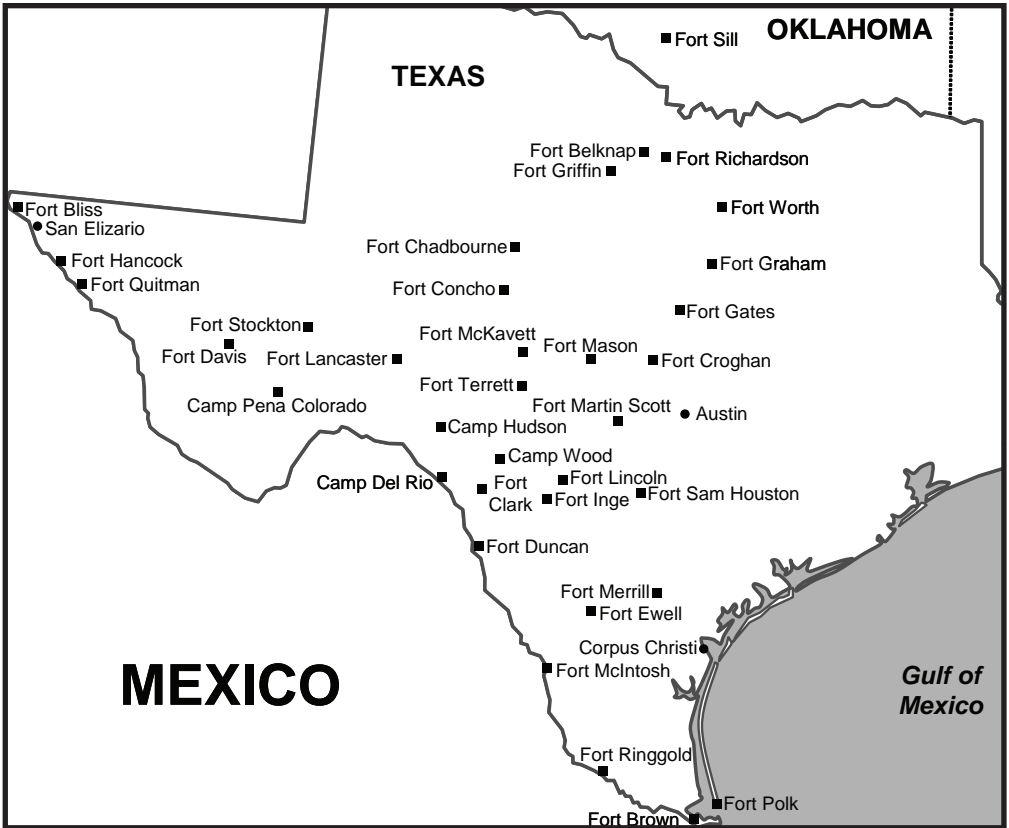 OKLAHOMA
Fort Sill
TEXAS
Fort Belknap
Fort Richardson
Fort Griffin
Fort Bliss
Fort Worth
San Elizario
Fort Chadbourne
Fort Hancock
Fort Graham
Fort Quitman
Fort Concho
Fort Gates
Fort Stockton
Fort McKavett
Fort Mason
Fort Davis
Fort Lancaster
Fort Croghan
Fort Terrett
Camp Pena Colorado
Fort Martin Scott
Austin
Camp Hudson
Camp Wood
Camp Del Rio
Fort
Clark
Fort Lincoln
Fort Inge
Fort Sam Houston
Fort Duncan
Fort Merrill
Fort Ewell
Corpus Christi
Fort McIntosh
MEXICO
Gulf of
Mexico
Fort Ringgold
Fort Polk
Fort Brown